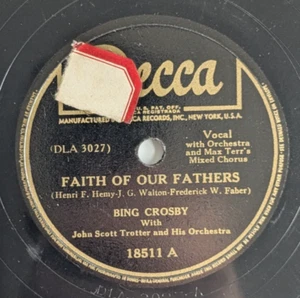 Decca
MANUFACTURED BY DECCA RECORDS, INC., NEW YORK, U.S.A.
(DLA 3027)
Vocal
with Orchestra
and Max Terr's
Mixed Chorus
FAITH OF OUR FATHERS
(Henri F. Hemy-J. G. Walton-Frederick W. Faber)
BING CROSBY
With
John Scott Trotter and His Orchestra
18511 A